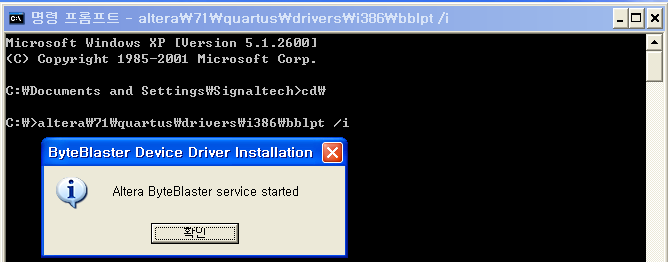 명령 프롬프트 - altera₩71₩quartus₩drivers₩i386₩bblpt /i
Microsoft Windows XP [Version 5.1.2600]
(C) Copyright 1985-2001 Microsoft Corp.
C:₩Documents and Settings₩Signaltech>cd₩
C:₩>altera₩71₩quartus₩drivers₩i386₩bblpt /i
ByteBlaster Device Driver Installation
Altera ByteBlaster service started
확인